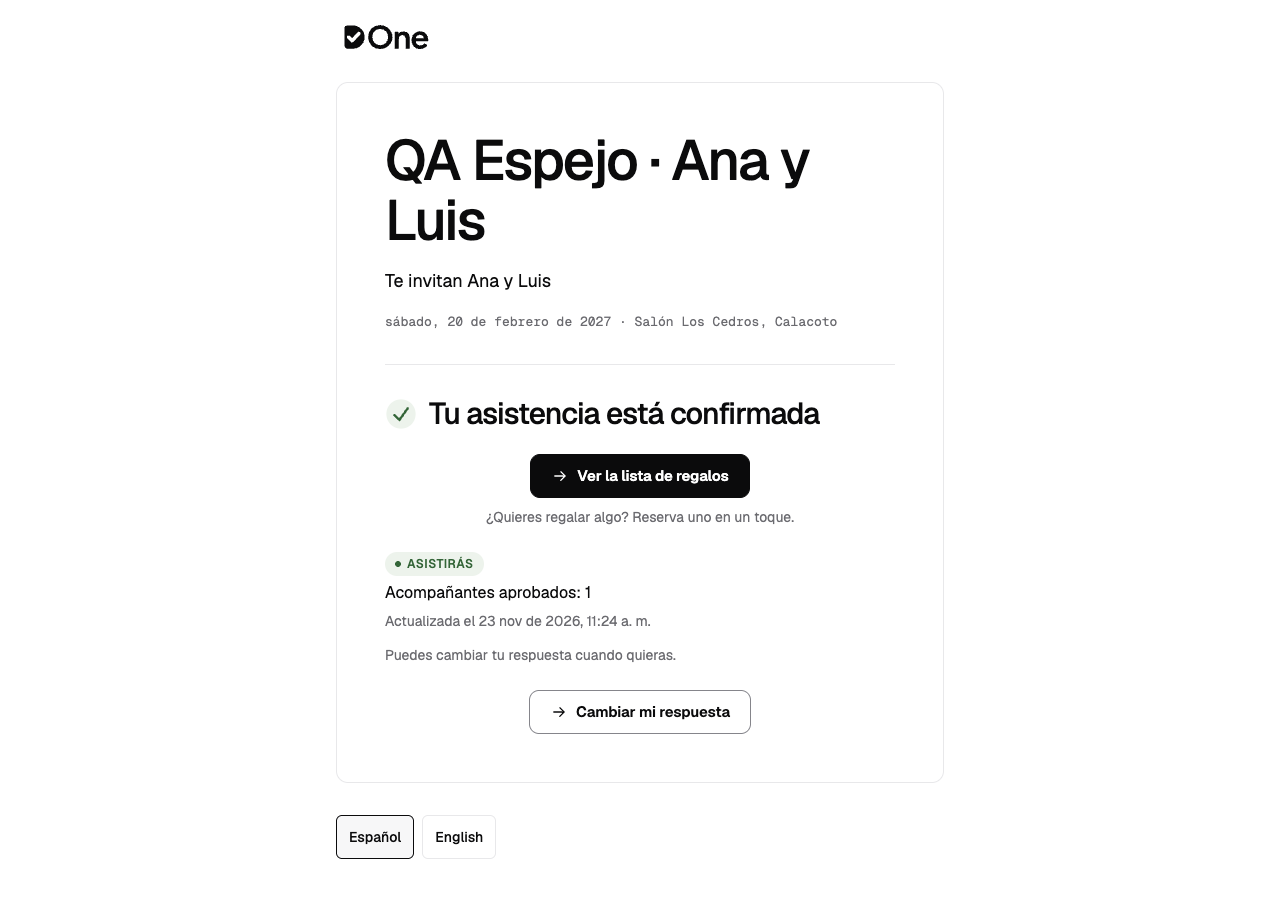 One
QA Espejo · Ana y
Luis
Te invitan Ana y Luis
sábado, 20 de febrero de 2027 · Salón Los Cedros, Calacoto
Tu asistencia está confirmada
→ Ver la lista de regalos
¿Quieres regalar algo? Reserva uno en un toque.
• ASISTIRÁS
Acompañantes aprobados: 1
Actualizada el 23 nov de 2026, 11:24 a. m.
Puedes cambiar tu respuesta cuando quieras.
→ Cambiar mi respuesta
Español English